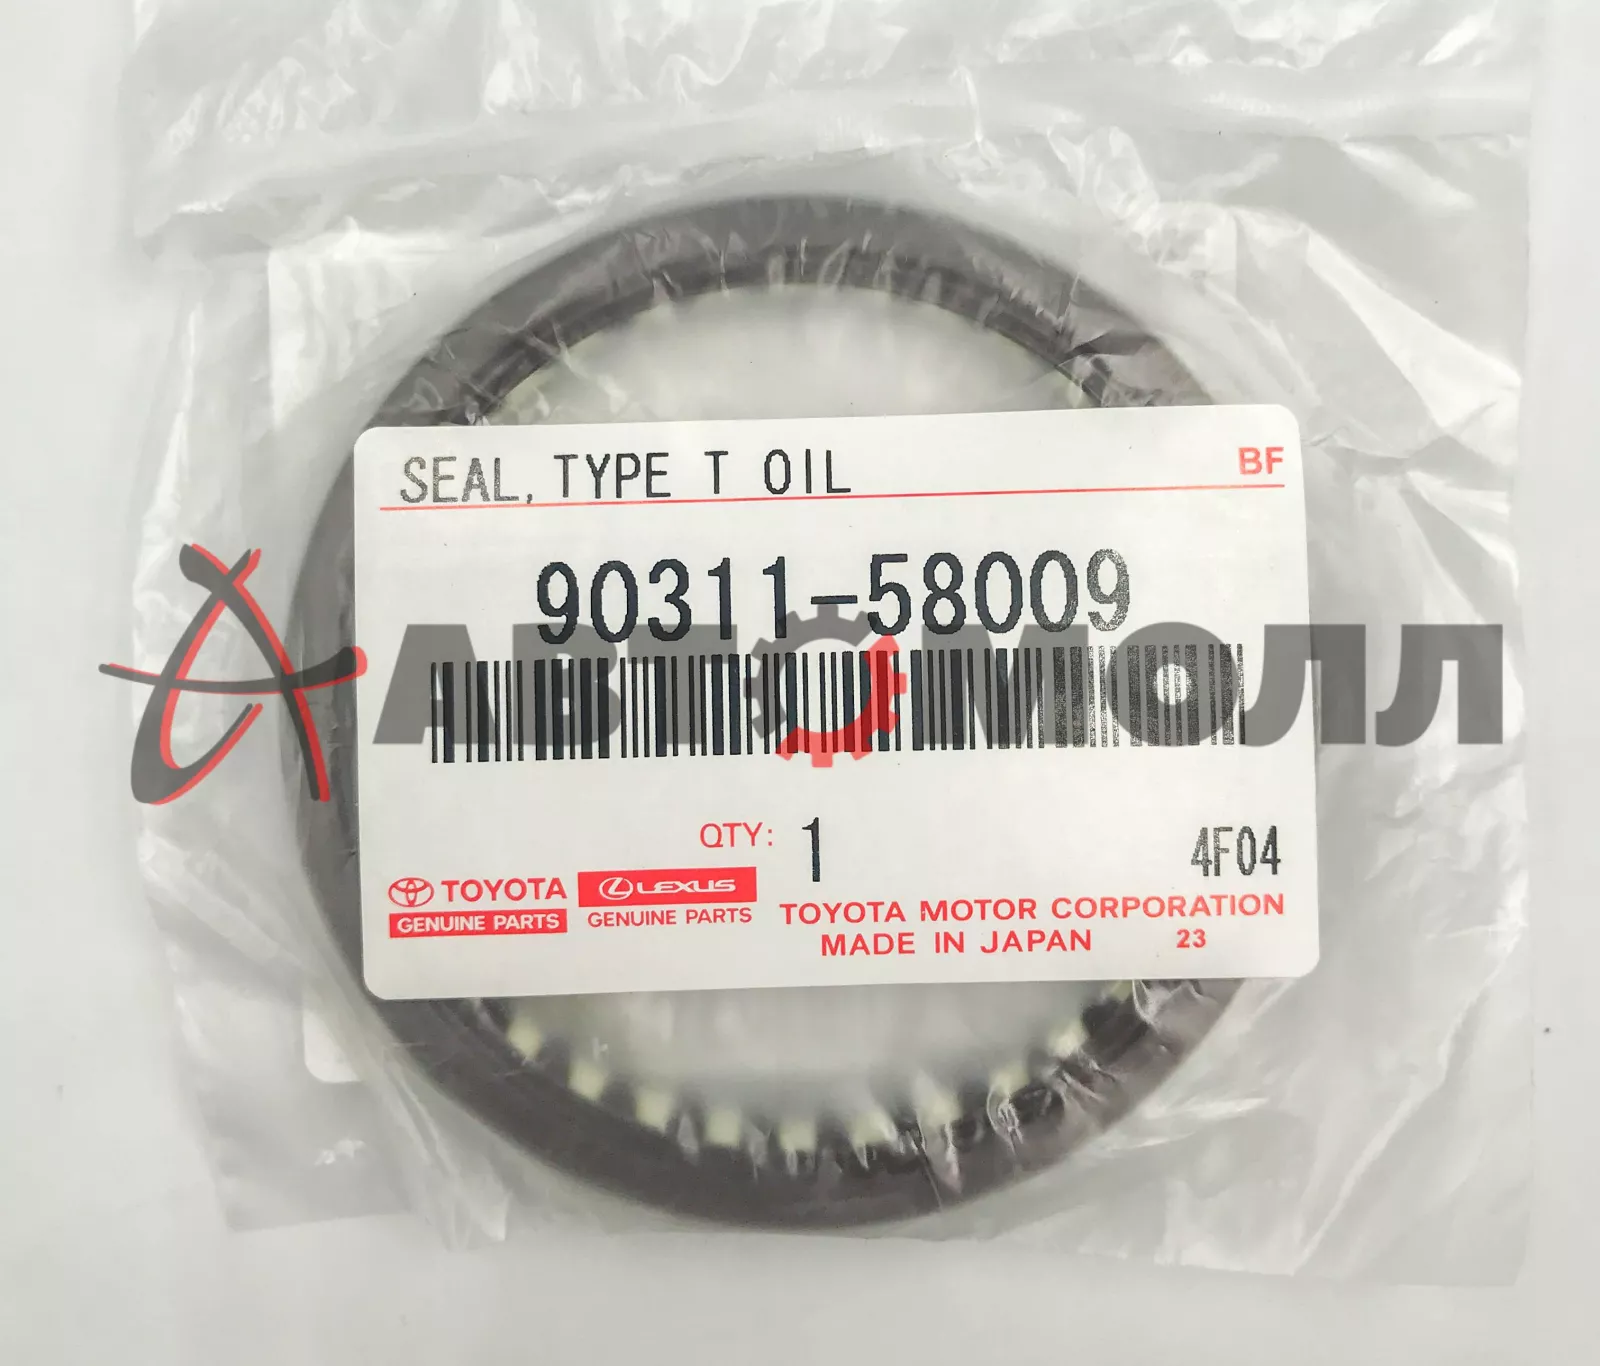 SEAL, TYPE T OIL
BF
90311-58009
АВТОМОЛЛ
QTY: 1
4F04
TOYOTA
GENUINE PARTS
LEXUS
GENUINE PARTS
TOYOTA MOTOR CORPORATION
MADE IN JAPAN 23